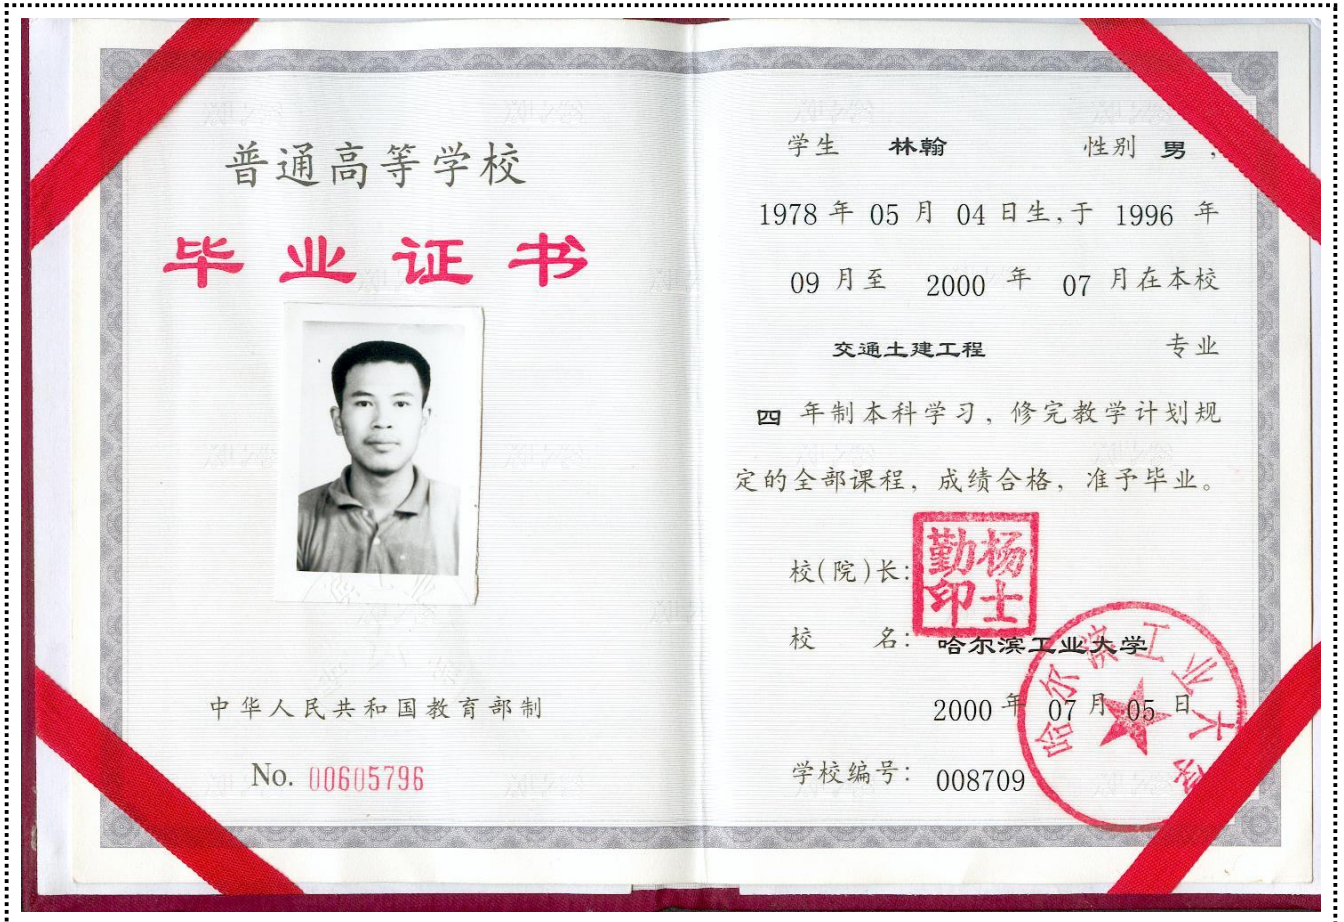 普通高等学校
毕业证书
中华人民共和国教育部制
No. 00605796
学生 林翰 性别 男，
1978 年 05 月 04 日生，于 1996 年
09 月至 2000 年 07 月在本校
交通土建工程 专业
四 年制本科学习，修完教学计划规
定的全部课程，成绩合格，准予毕业。
校(院)长：
杨士勤印
校 名：哈尔滨工业大学
哈尔滨工业大学
2000 年 07 月 05 日
学校编号：008709